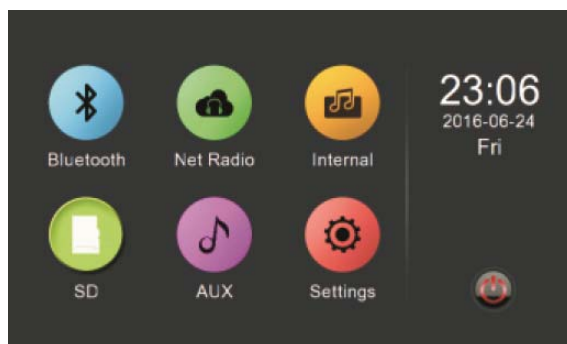 Bluetooth
Net Radio
Internal
SD
AUX
Settings
23:06
2016-06-24
Fri